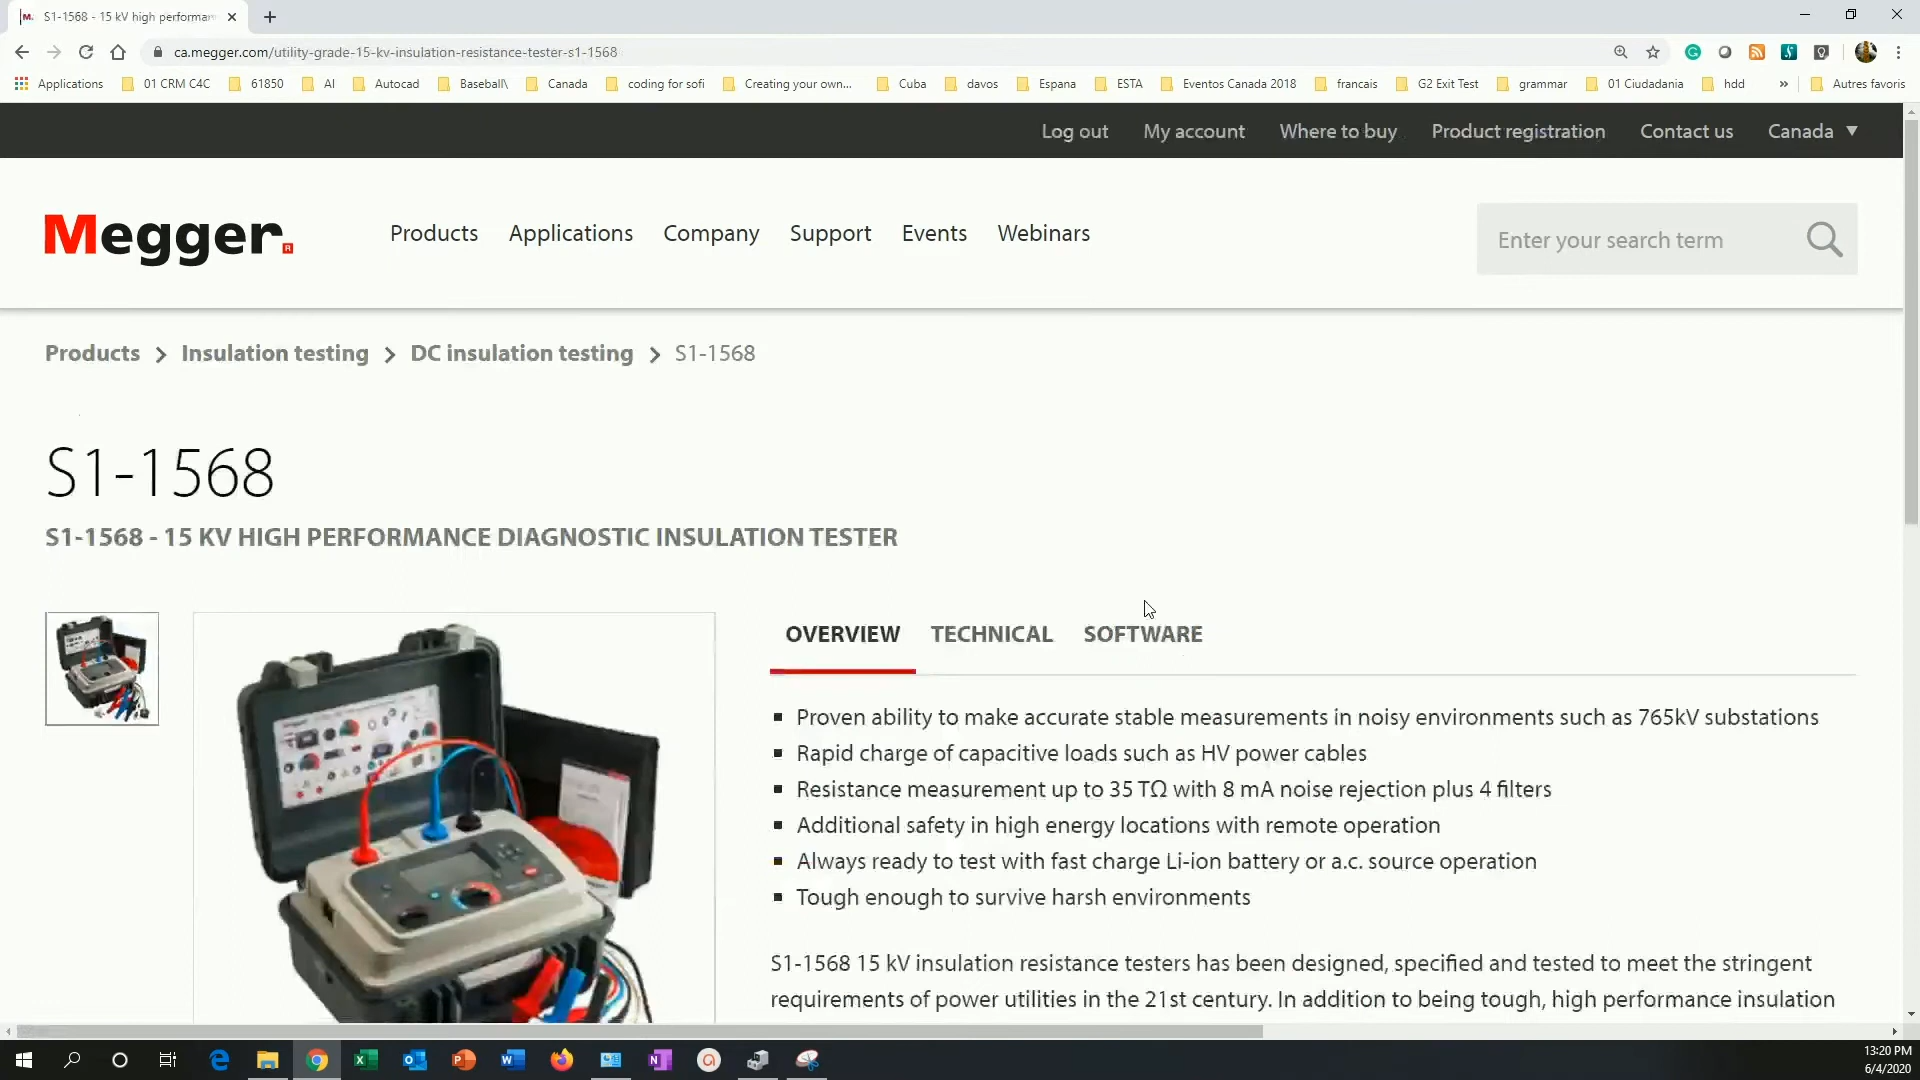 S1-1568 - 15 kV high performan
ca.megger.com/utility-grade-15-kv-insulation-resistance-tester-s1-1568
Applications 01 CRM C4C 61850 AI Autocad Baseball\ Canada coding for sofi Creating your own... Cuba davos Espana ESTA Eventos Canada 2018 francais G2 Exit Test grammar 01 Ciudadania hdd » Autres favoris
Log out My account Where to buy Product registration Contact us Canada
Megger Products Applications Company Support Events Webinars Enter your search term
Products > Insulation testing > DC insulation testing > S1-1568
S1-1568
S1-1568 - 15 KV HIGH PERFORMANCE DIAGNOSTIC INSULATION TESTER
OVERVIEW TECHNICAL SOFTWARE
Proven ability to make accurate stable measurements in noisy environments such as 765kV substations
Rapid charge of capacitive loads such as HV power cables
Resistance measurement up to 35 TΩ with 8 mA noise rejection plus 4 filters
Additional safety in high energy locations with remote operation
Always ready to test with fast charge Li-ion battery or a.c. source operation
Tough enough to survive harsh environments
S1-1568 15 kV insulation resistance testers has been designed, specified and tested to meet the stringent
requirements of power utilities in the 21st century. In addition to being tough, high performance insulation
13:20 PM
6/4/2020